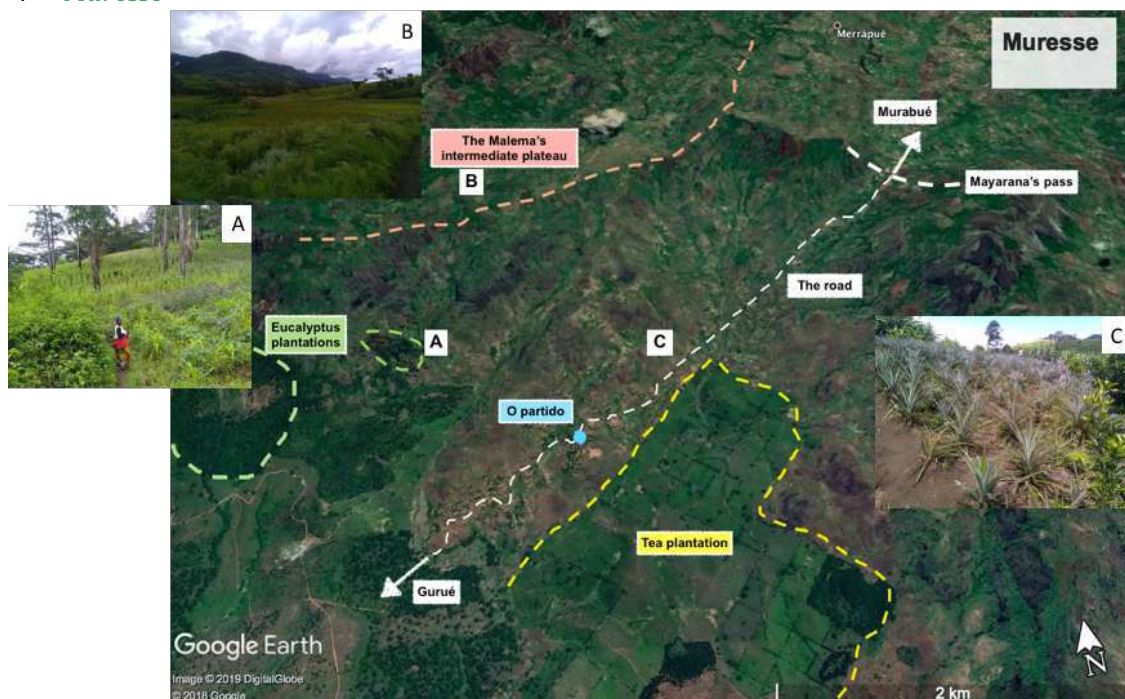 B
Muresse
Merrapué
Murabué
The Malema's
intermediate plateau
B
Mayarana's pass
A
The road
Eucalyptus
plantations
A
C
C
O partido
Tea plantation
Gurué
Google Earth
Image © 2019 DigitalGlobe
© 2018 Google
N
2 km